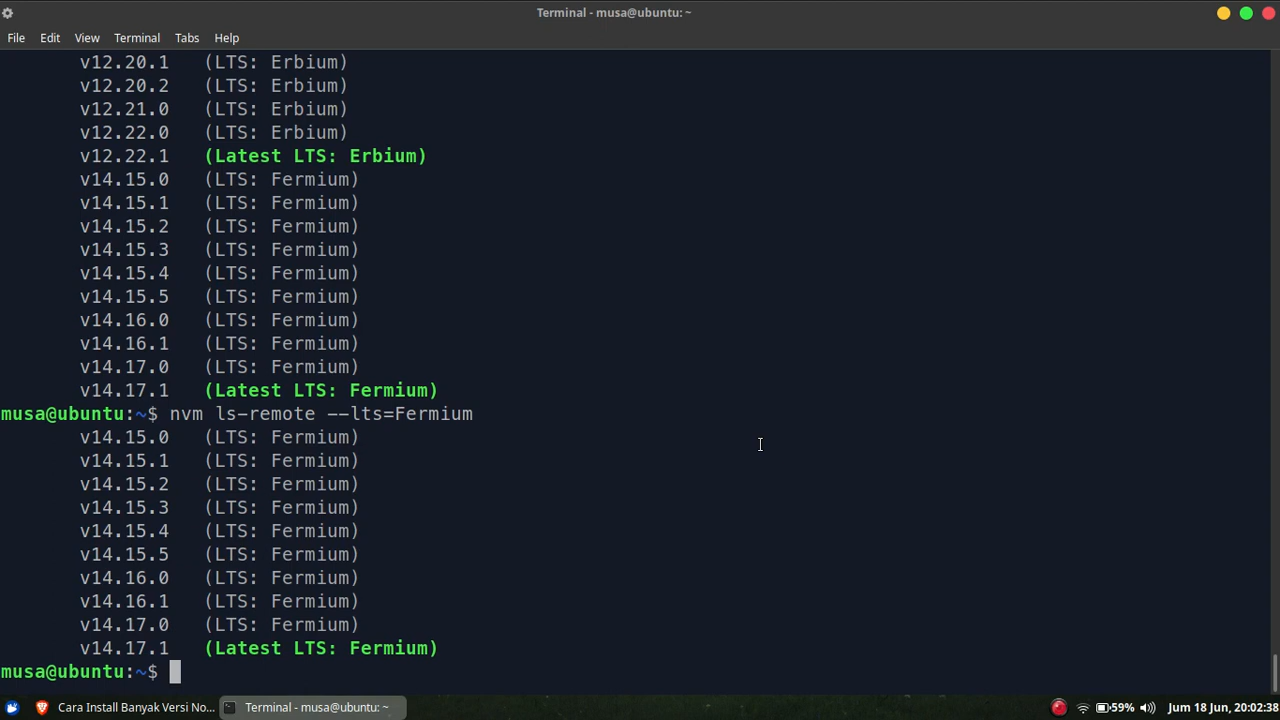 Terminal - musa@ubuntu: ~
File Edit View Terminal Tabs Help
v12.20.1 (LTS: Erbium)
v12.20.2 (LTS: Erbium)
v12.21.0 (LTS: Erbium)
v12.22.0 (LTS: Erbium)
v12.22.1 (Latest LTS: Erbium)
v14.15.0 (LTS: Fermium)
v14.15.1 (LTS: Fermium)
v14.15.2 (LTS: Fermium)
v14.15.3 (LTS: Fermium)
v14.15.4 (LTS: Fermium)
v14.15.5 (LTS: Fermium)
v14.16.0 (LTS: Fermium)
v14.16.1 (LTS: Fermium)
v14.17.0 (LTS: Fermium)
v14.17.1 (Latest LTS: Fermium)
musa@ubuntu:~$ nvm ls-remote --lts=Fermium
v14.15.0 (LTS: Fermium)
v14.15.1 (LTS: Fermium)
v14.15.2 (LTS: Fermium)
v14.15.3 (LTS: Fermium)
v14.15.4 (LTS: Fermium)
v14.15.5 (LTS: Fermium)
v14.16.0 (LTS: Fermium)
v14.16.1 (LTS: Fermium)
v14.17.0 (LTS: Fermium)
v14.17.1 (Latest LTS: Fermium)
musa@ubuntu:~$
Cara Install Banyak Versi No... Terminal - musa@ubuntu: ~ 59% Jum 18 Jun, 20:02:38